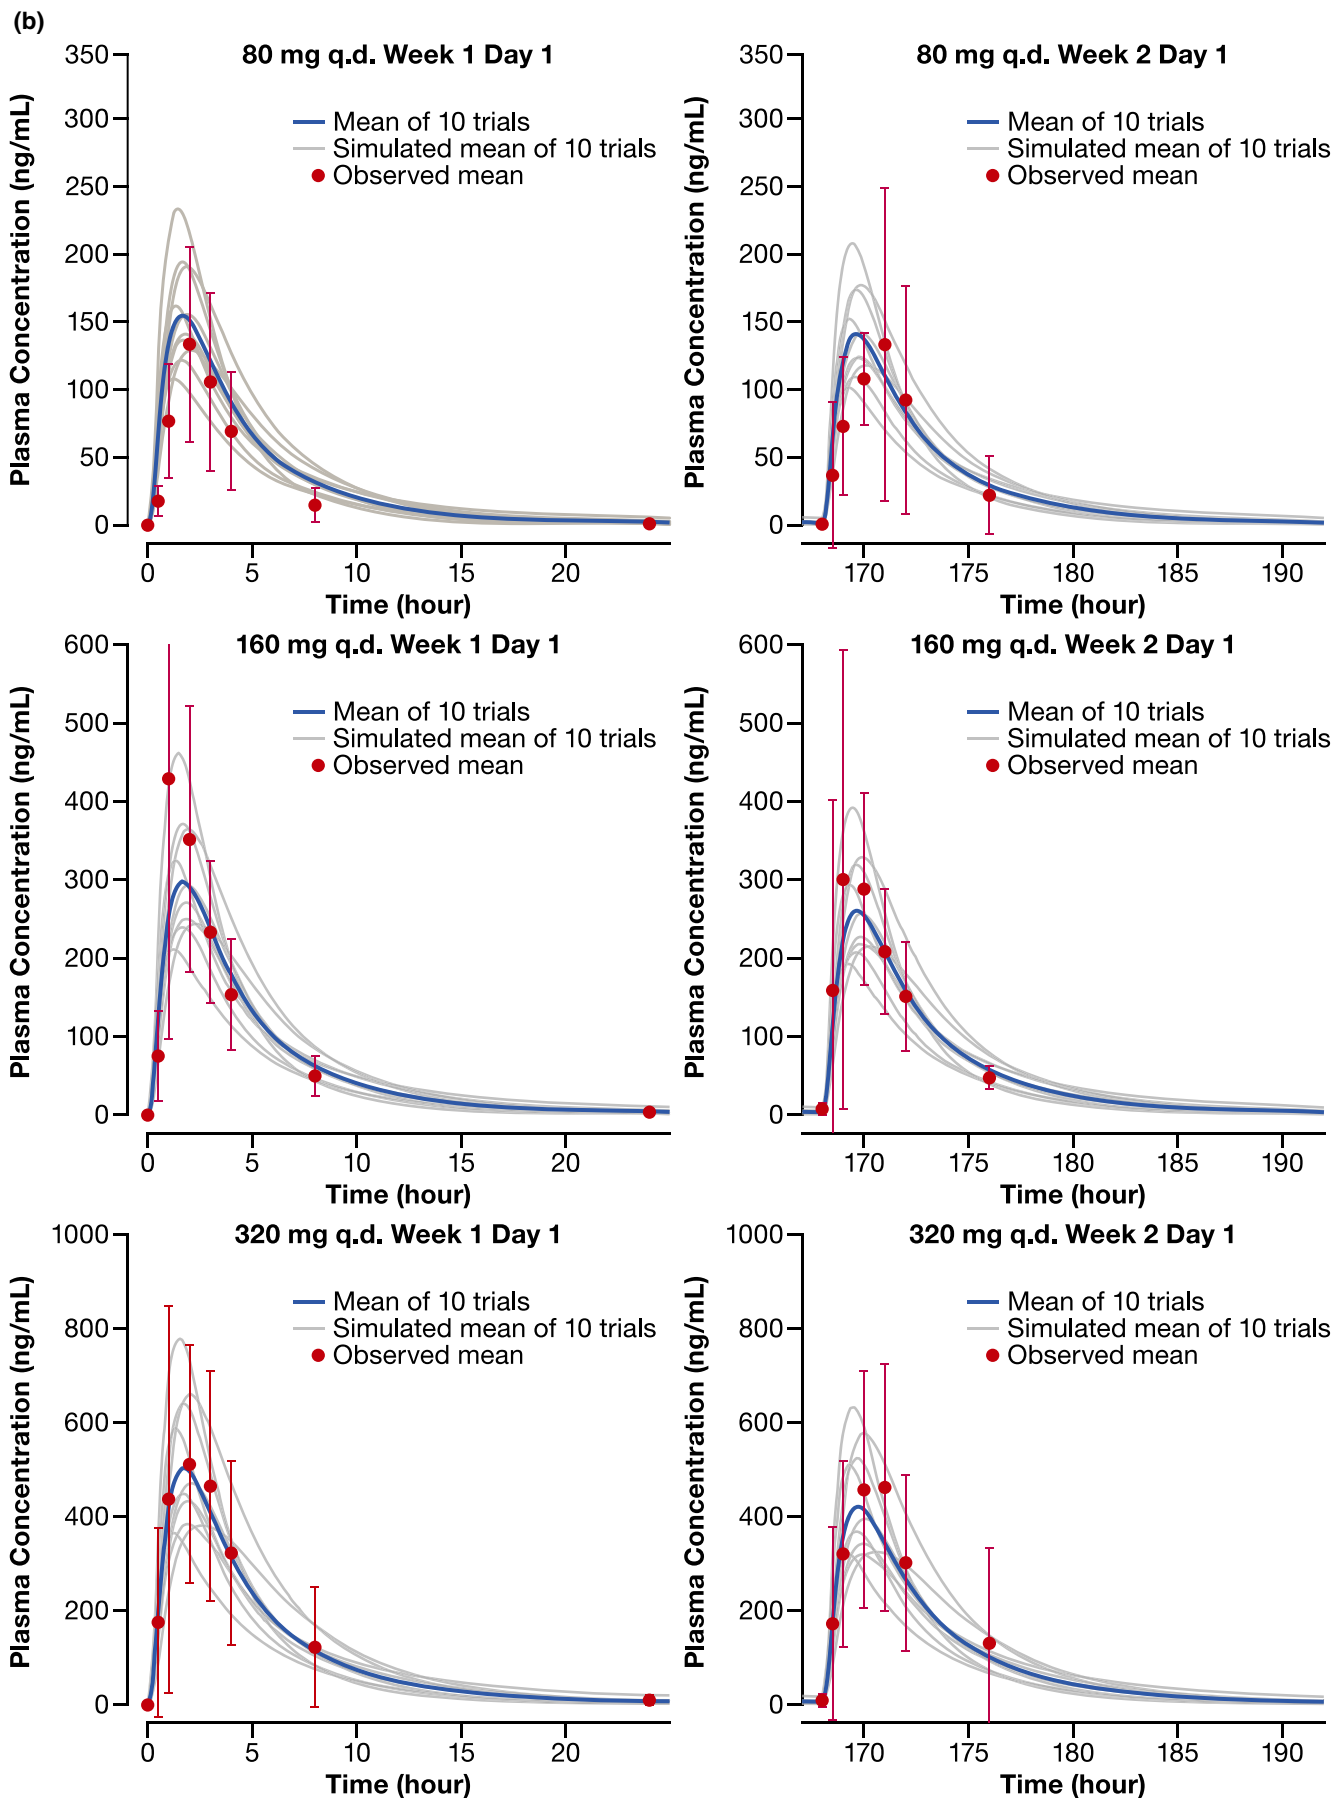 (b)
80 mg q.d. Week 1 Day 1
Plasma Concentration (ng/mL)
350
300
250
200
150
100
50
0
Mean of 10 trials
Simulated mean of 10 trials
Observed mean
0 5 10 15 20
Time (hour)
80 mg q.d. Week 2 Day 1
Plasma Concentration (ng/mL)
350
300
250
200
150
100
50
0
Mean of 10 trials
Simulated mean of 10 trials
Observed mean
170 175 180 185 190
Time (hour)
160 mg q.d. Week 1 Day 1
Plasma Concentration (ng/mL)
600
500
400
300
200
100
0
Mean of 10 trials
Simulated mean of 10 trials
Observed mean
0 5 10 15 20
Time (hour)
160 mg q.d. Week 2 Day 1
Plasma Concentration (ng/mL)
600
500
400
300
200
100
0
Mean of 10 trials
Simulated mean of 10 trials
Observed mean
170 175 180 185 190
Time (hour)
320 mg q.d. Week 1 Day 1
Plasma Concentration (ng/mL)
1000
800
600
400
200
0
Mean of 10 trials
Simulated mean of 10 trials
Observed mean
0 5 10 15 20
Time (hour)
320 mg q.d. Week 2 Day 1
Plasma Concentration (ng/mL)
1000
800
600
400
200
0
Mean of 10 trials
Simulated mean of 10 trials
Observed mean
170 175 180 185 190
Time (hour)